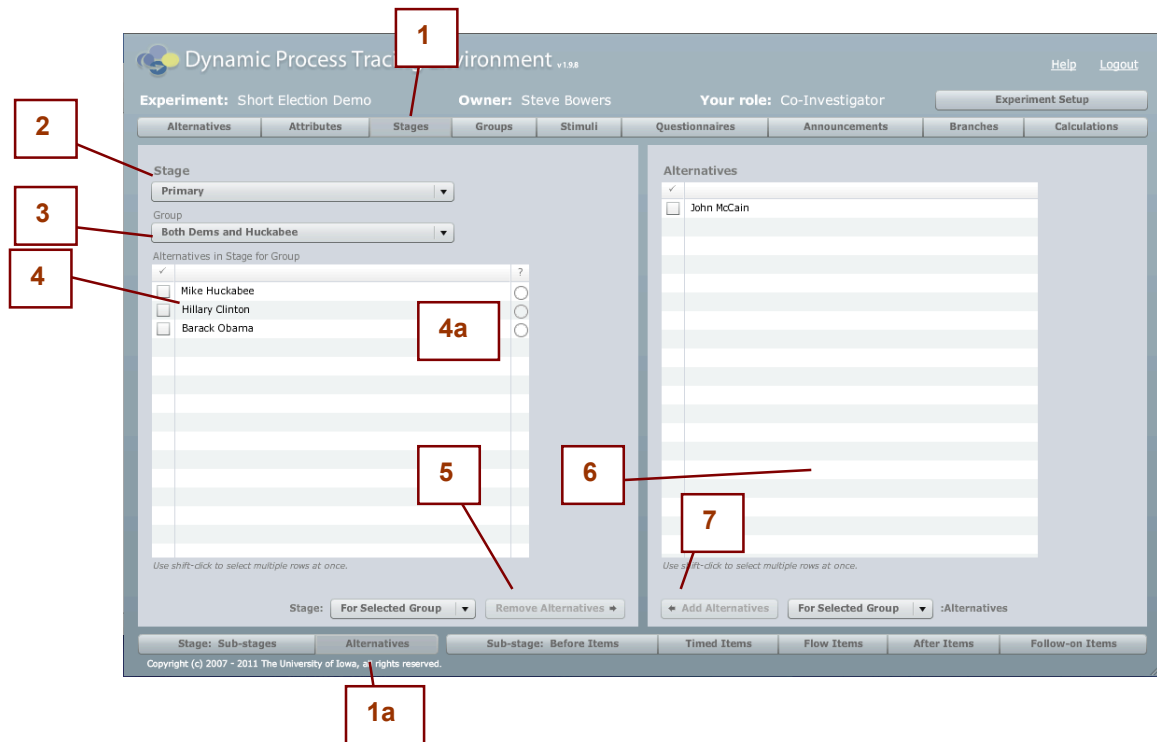 1
Dynamic Process Trac vironment v1.9.8
Help Logout
Experiment: Short Election Demo Owner: Steve Bowers Your role: Co-Investigator Experiment Setup
2
Alternatives Attributes Stages Groups Stimuli Questionnaires Announcements Branches Calculations
Stage
Primary
Alternatives
✓
John McCain
3
Group
Both Dems and Huckabee
4
Alternatives in Stage for Group
✓ ?
Mike Huckabee
Hillary Clinton
Barack Obama
4a
5
6
7
Use shift-click to select multiple rows at once.
Use shift-click to select multiple rows at once.
Stage: For Selected Group Remove Alternatives
Add Alternatives For Selected Group :Alternatives
Stage: Sub-stages Alternatives Sub-stage: Before Items Timed Items Flow Items After Items Follow-on Items
Copyright (c) 2007 - 2011 The University of Iowa, all rights reserved.
1a